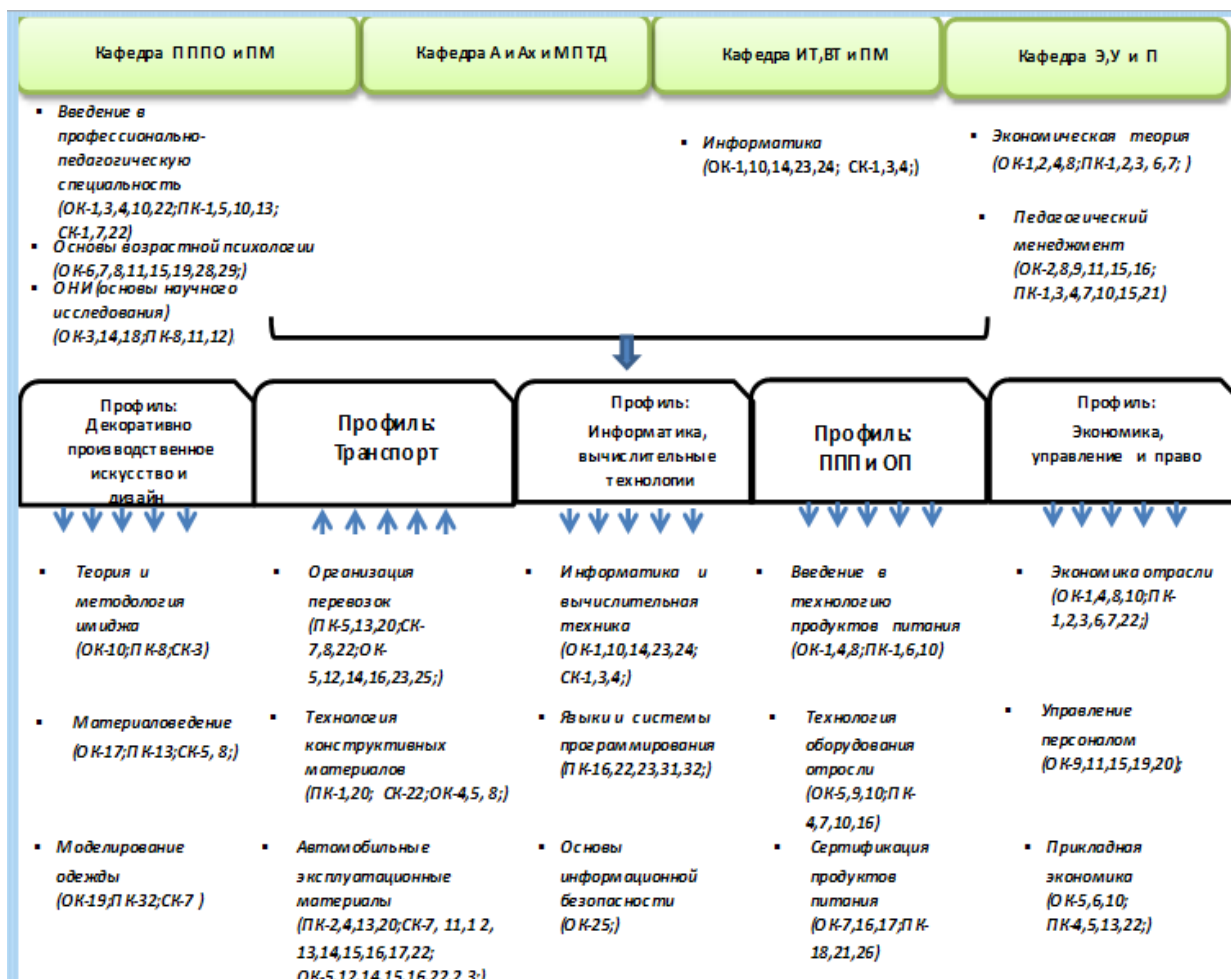 Кафедра ПППО и ПМ
Кафедра А и Ах и МПТД
Кафедра ИТ,ВТ и ПМ
Кафедра Э,У и П
▪ Введение в
профессионально-
педагогическую
специальность
(ОК-1,3,4,10,22;ПК-1,5,10,13;
СК-1,7,22)
▪ Основы возрастной психологии
(ОК-6,7,8,11,15,19,28,29;)
▪ ОНИ(основы научного
исследования)
(ОК-3,14,18;ПК-8,11,12)
▪ Информатика
(ОК-1,10,14,23,24; СК-1,3,4;)
▪ Экономическая теория
(ОК-1,2,4,8;ПК-1,2,3, 6,7; )
▪ Педагогический
менеджмент
(ОК-2,8,9,11,15,16;
ПК-1,3,4,7,10,15,21)
Профиль:
Декоративно
производственное
искусство и
дизайн
Профиль:
Транспорт
Профиль:
Информатика,
вычислительные
технологии
Профиль:
ППП и ОП
Профиль:
Экономика,
управление и право
▪ Теория и
методология
имиджа
(ОК-10;ПК-8;СК-3)
▪ Материаловедение
(ОК-17;ПК-13;СК-5, 8;)
▪ Моделирование
одежды
(ОК-19;ПК-32;СК-7 )
▪ Организация
перевозок
(ПК-5,13,20;СК-
7,8,22;ОК-
5,12,14,16,23,25;)
▪ Технология
конструктивных
материалов
(ПК-1,20; СК-22;ОК-4,5, 8;)
▪ Автомобильные
эксплуатационные
материалы
(ПК-2,4,13,20;СК-7, 11,1 2,
13,14,15,16,17,22;
ОК-5,12,14,15,16,22,2 3;)
▪ Информатика и
вычислительная
техника
(ОК-1,10,14,23,24;
СК-1,3,4;)
▪ Языки и системы
программирования
(ПК-16,22,23,31,32;)
▪ Основы
информационной
безопасности
(ОК-25;)
▪ Введение в
технологию
продуктов питания
(ОК-1,4,8;ПК-1,6,10)
▪ Технология
оборудования
отросли
(ОК-5,9,10;ПК-
4,7,10,16)
▪ Сертификация
продуктов
питания
(ОК-7,16,17;ПК-
18,21,26)
▪ Экономика отрасли
(ОК-1,4,8,10;ПК-
1,2,3,6,7,22;)
▪ Управление
персоналом
(ОК-9,11,15,19,20);
▪ Прикладная
экономика
(ОК-5,6,10;
ПК-4,5,13,22;)